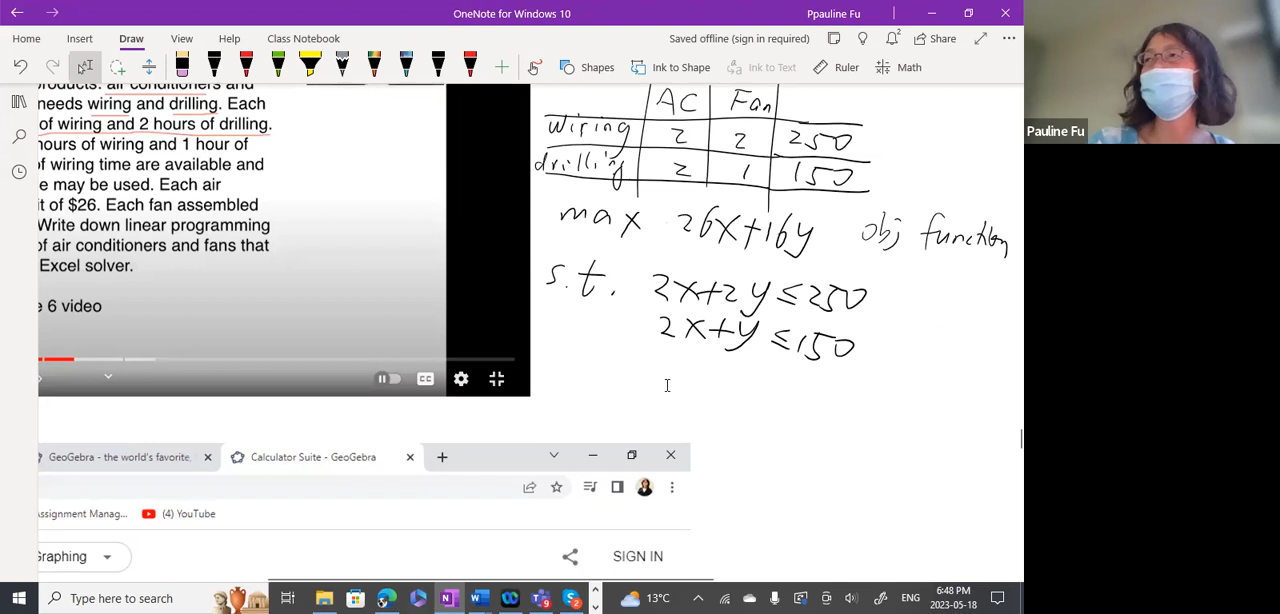 OneNote for Windows 10
Ppauline Fu
Home Insert Draw View Help Class Notebook
Saved offline (sign in required)
Share
Shapes Ink to Shape Ink to Text Ruler Math
Pauline Fu
products: air conditioners and
needs wiring and drilling. Each
of wiring and 2 hours of drilling.
hours of wiring and 1 hour of
of wiring time are available and
e may be used. Each air
it of $26. Each fan assembled
Write down linear programming
of air conditioners and fans that
Excel solver.
e 6 video
CC
AC Fan
Wiring 2 2 250
drilling 2 1 150
max 26x+16y obj function
s.t. 2x+2y≤250
2x+y≤150
GeoGebra - the world's favorite,
Calculator Suite - GeoGebra
Assignment Manag...
(4) YouTube
Graphing
SIGN IN
Type here to search
13°C
ENG
6:48 PM
2023-05-18